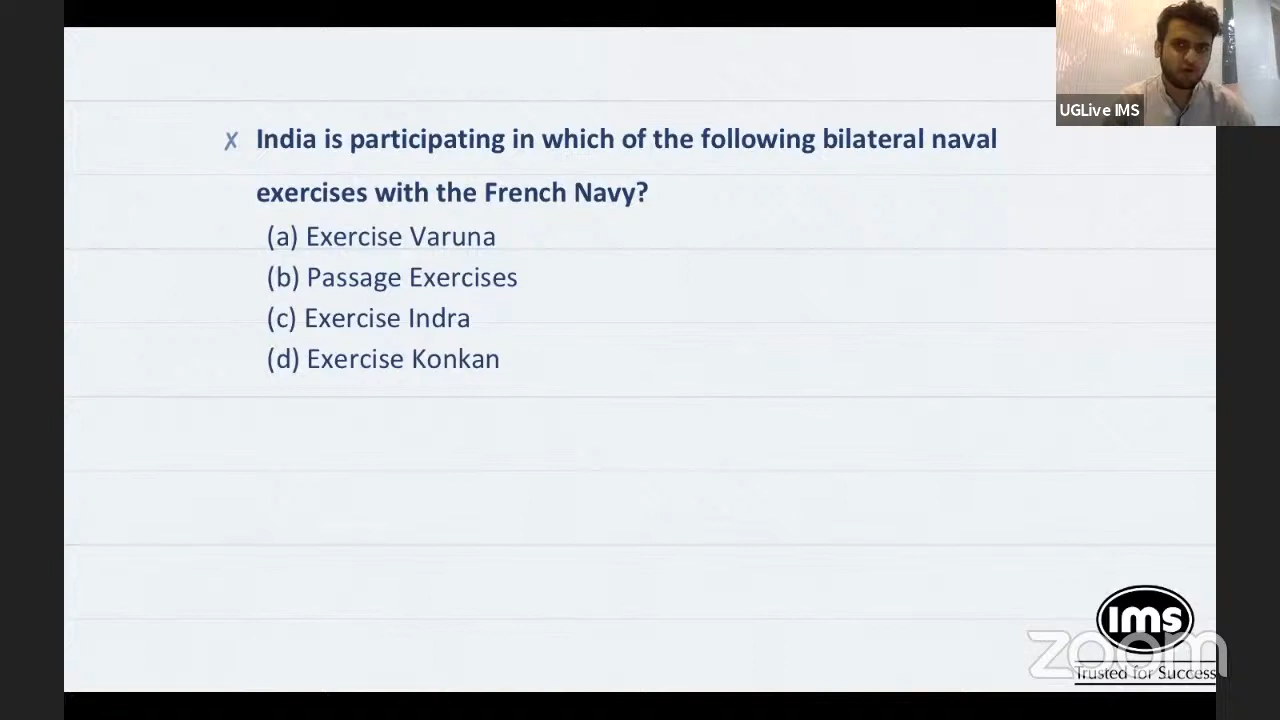 UGLive IMS
✗ India is participating in which of the following bilateral naval
exercises with the French Navy?
(a) Exercise Varuna
(b) Passage Exercises
(c) Exercise Indra
(d) Exercise Konkan
ims
zoom
Trusted for Success